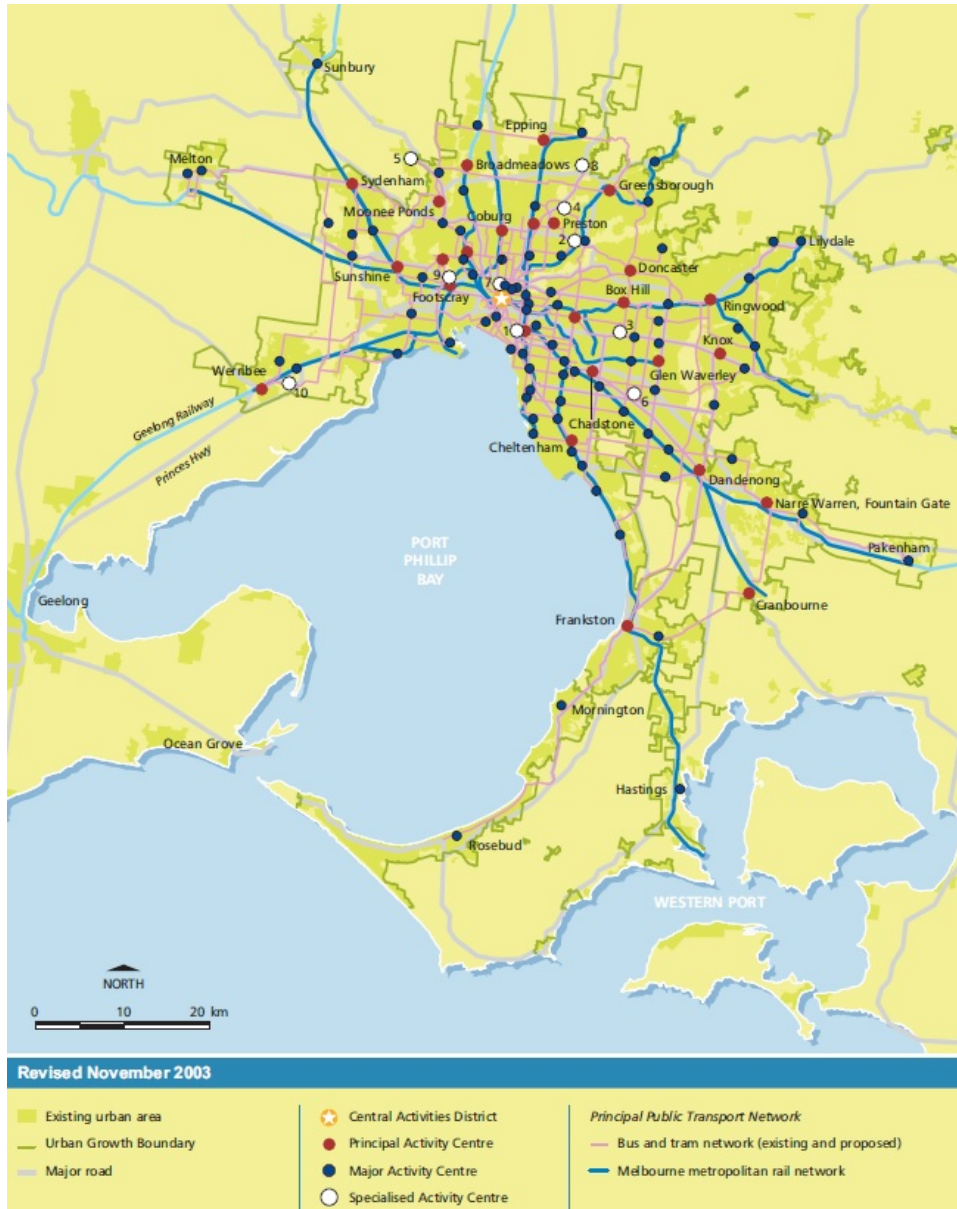 Sunbury
Epping
Melton
5
Broadmeadows
8
Sydenham
Greensborough
Moonee Ponds
4
Coburg
Preston
2
Lilydale
Sunshine
9
7
Doncaster
Footscray
Box Hill
Ringwood
1
3
Knox
Werribee
Glen Waverley
10
6
Geelong Railway
Chadstone
Princes Hwy
Cheltenham
Dandenong
Narre Warren, Fountain Gate
PORT
PHILLIP
BAY
Pakenham
Geelong
Cranbourne
Frankston
Mornington
Ocean Grove
Hastings
Rosebud
WESTERN PORT
NORTH
0 10 20 km
Revised November 2003
Existing urban area
Urban Growth Boundary
Major road
Central Activities District
Principal Activity Centre
Major Activity Centre
Specialised Activity Centre
Principal Public Transport Network
Bus and tram network (existing and proposed)
Melbourne metropolitan rail network